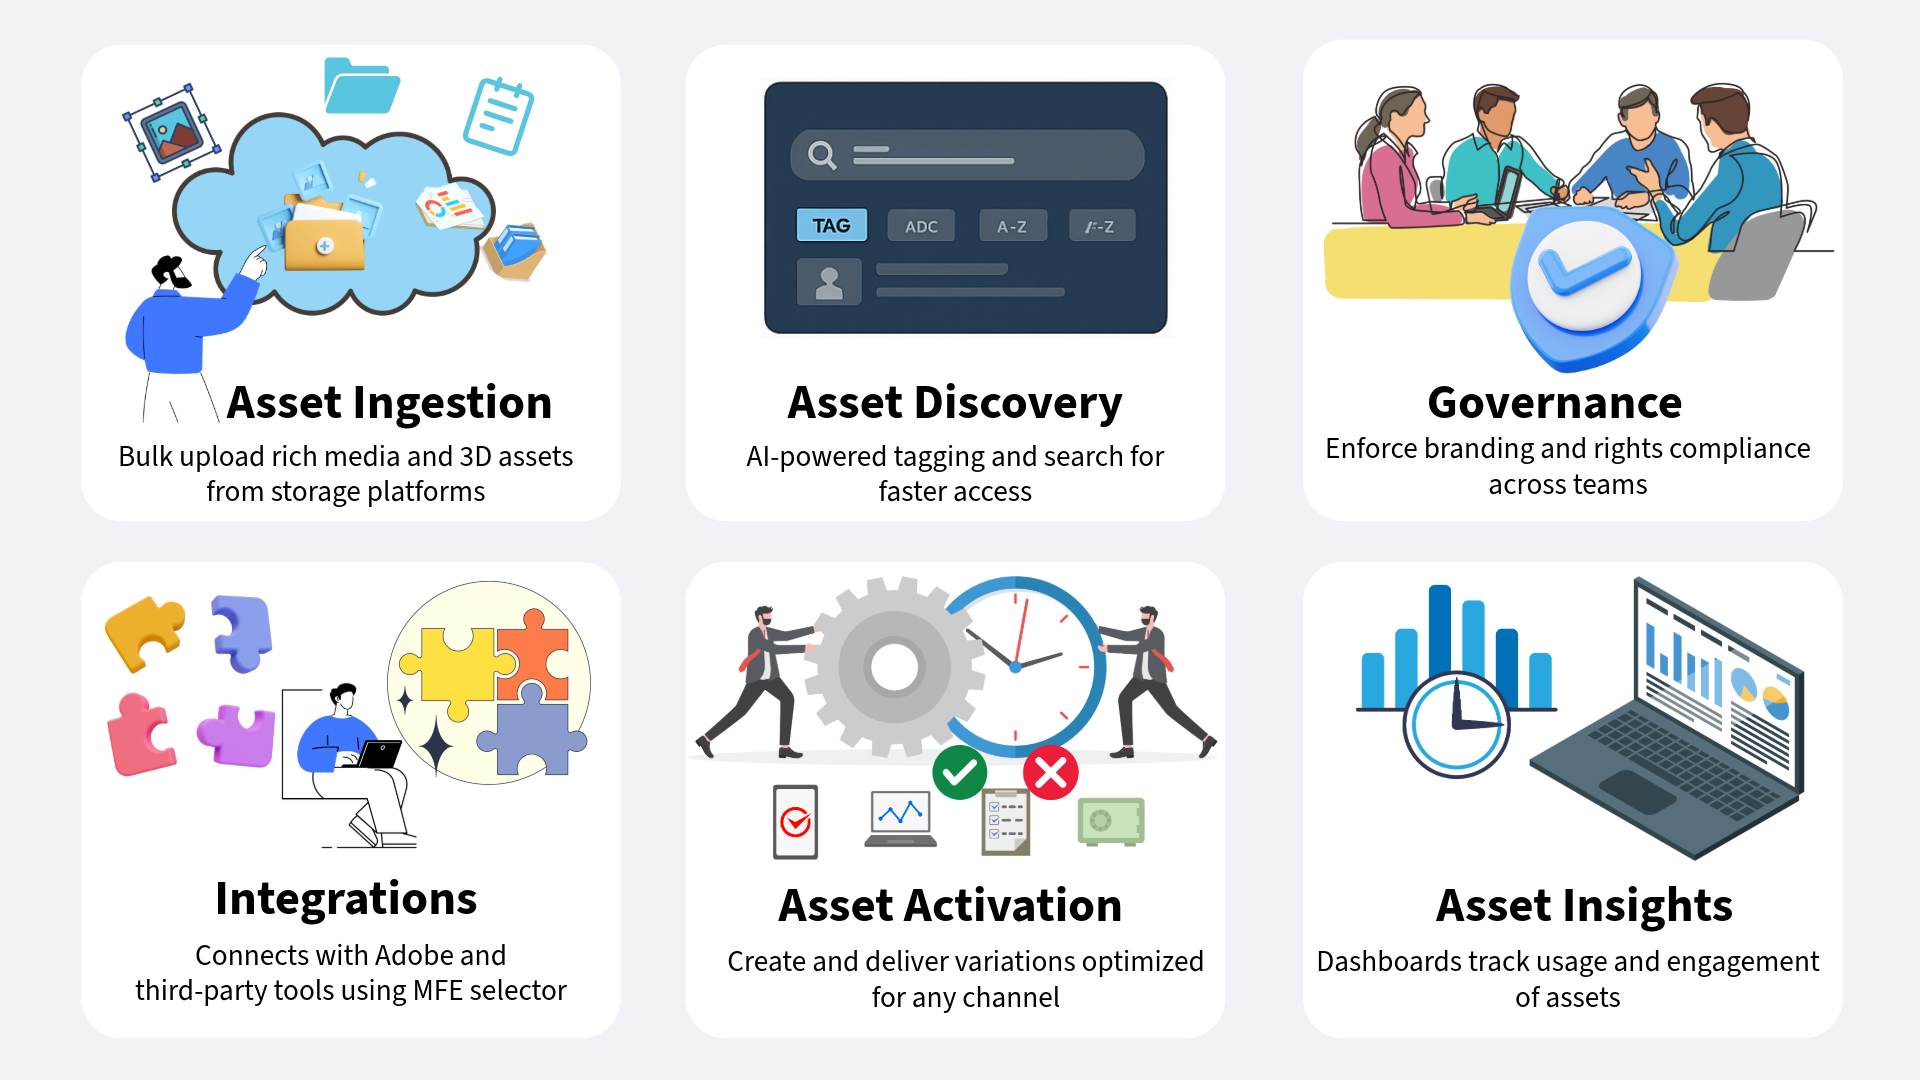 TAG
ADC
A-Z
Asset Ingestion
Bulk upload rich media and 3D assets
from storage platforms
Asset Discovery
AI-powered tagging and search for
faster access
Governance
Enforce branding and rights compliance
across teams
Integrations
Connects with Adobe and
third-party tools using MFE selector
Asset Activation
Create and deliver variations optimized
for any channel
Asset Insights
Dashboards track usage and engagement
of assets